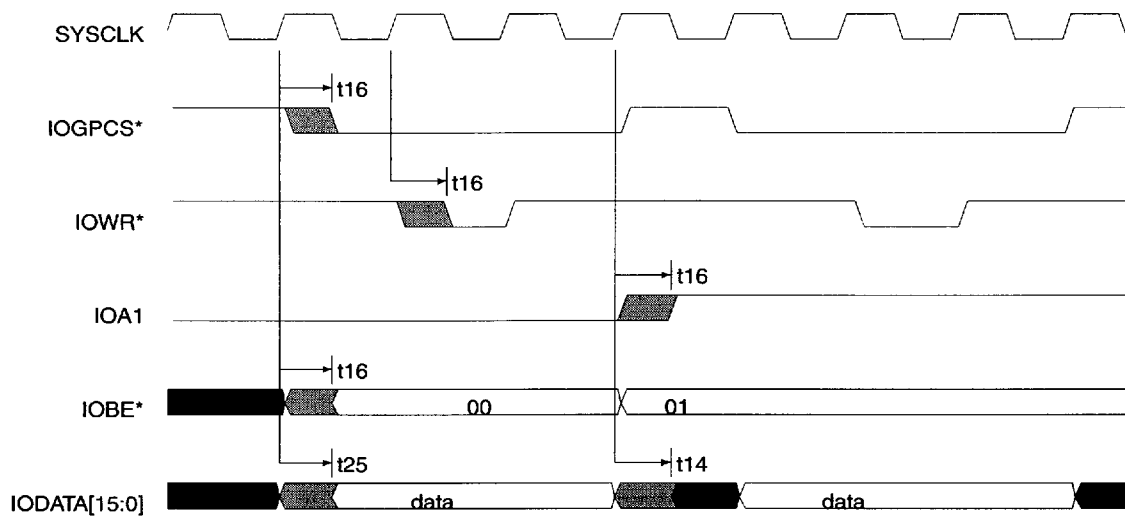 SYSCLK
t16
IOGPCS*
t16
IOWR*
t16
IOA1
t16
IOBE*
00
01
t25
t14
IODATA[15:0]
data
data